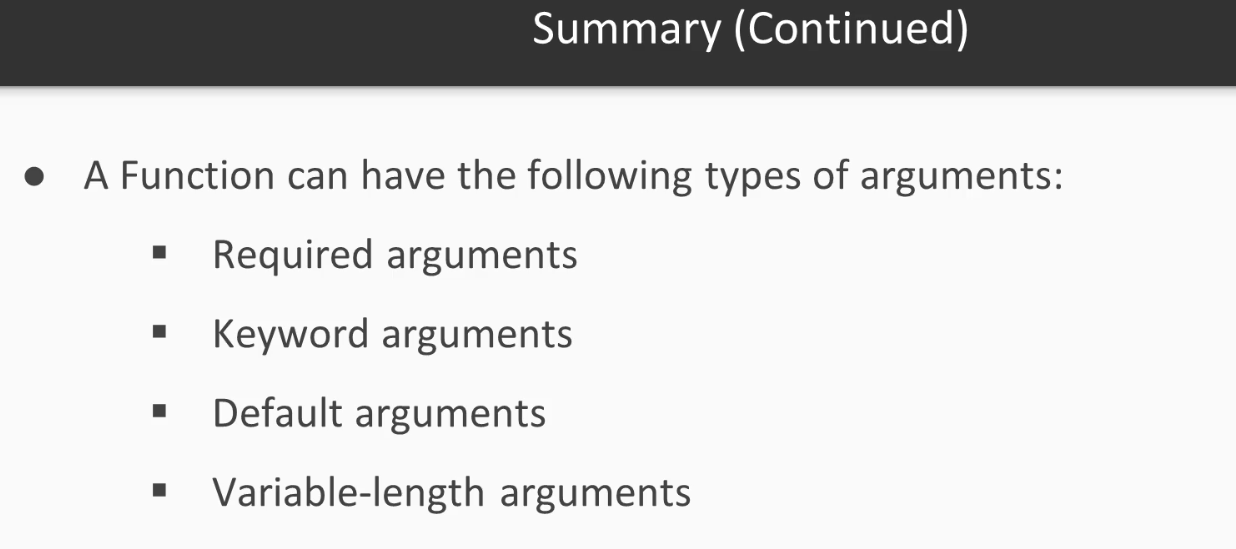 Summary (Continued)
● A Function can have the following types of arguments:
▪ Required arguments
▪ Keyword arguments
▪ Default arguments
▪ Variable-length arguments